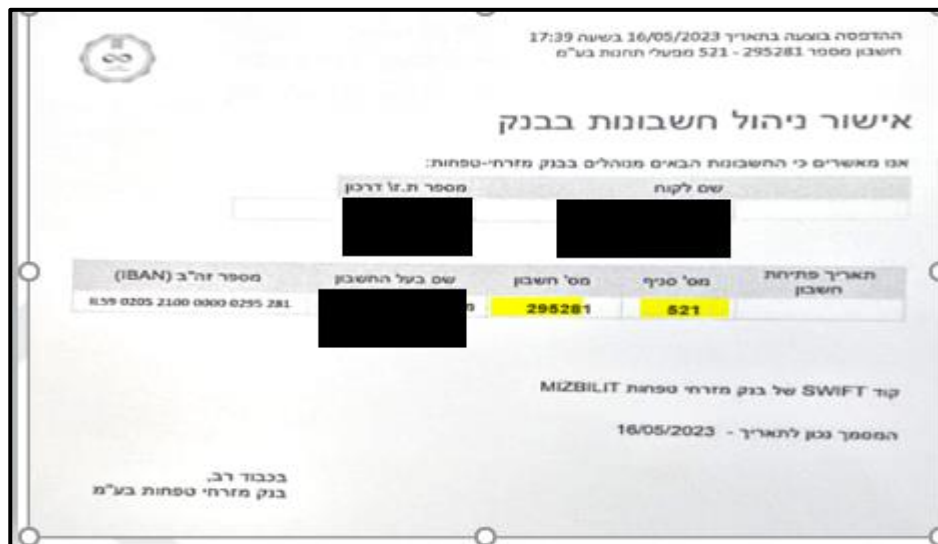 ההדפסה בוצעה בתאריך 16/05/2023 בשעה 17:39
חשבון מספר 295281 - 521 מפעלי תחנות בע"מ
אישור ניהול חשבונות בבנק
אנו מאשרים כי החשבונות הבאים מנוהלים בבנק מזרחי-טפחות:
שם לקוח מספר ת.ז\ דרכון
תאריך פתיחת חשבון מס' סניף מס' חשבון שם בעל החשבון מספר זה"ב (IBAN)
521 295281 מ IL59 0205 2100 0000 0295 281
קוד SWIFT של בנק מזרחי טפחות MIZBILIT
המסמך נכון לתאריך - 16/05/2023
בכבוד רב,
בנק מזרחי טפחות בע"מ